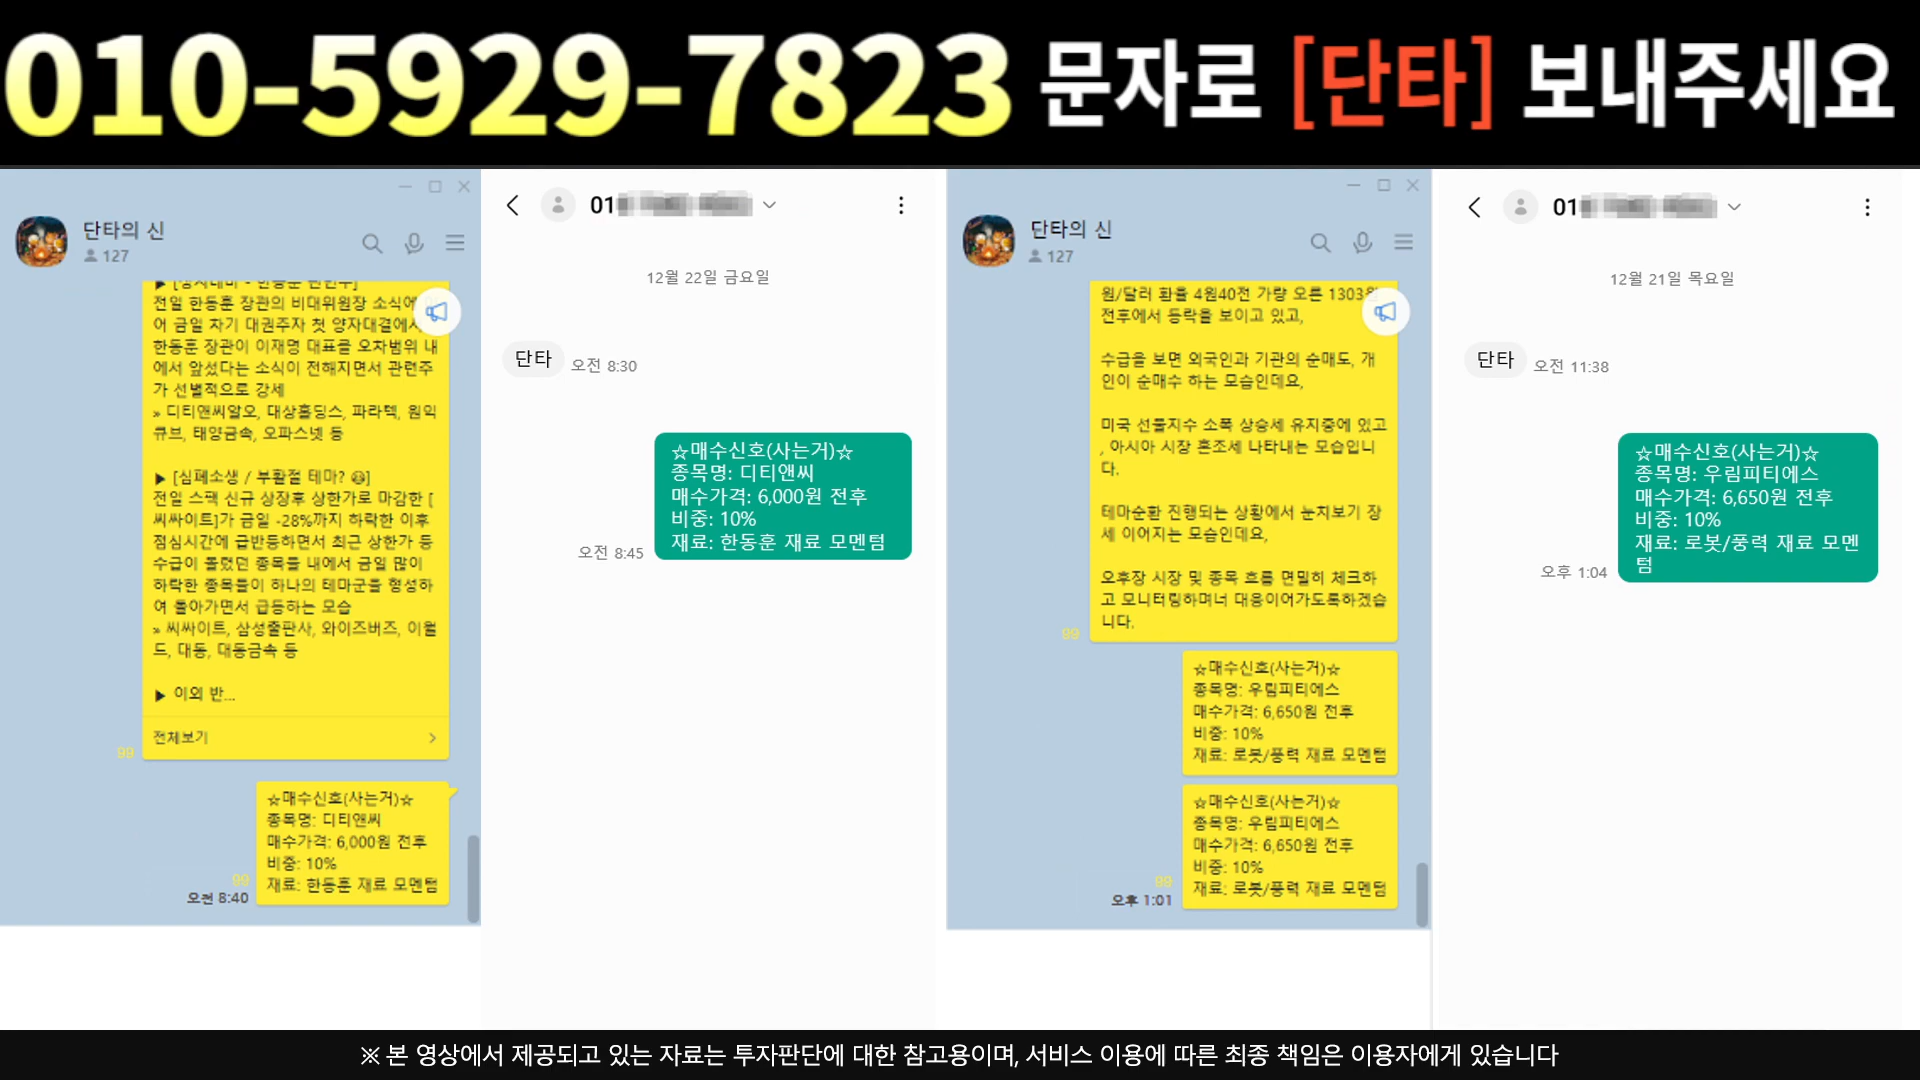 010-5929-7823 문자로 [단타] 보내주세요
단타의 신
127
전일 한동훈 장관의 비대위원장 소식에
어 금일 차기 대권주자 첫 양자대결에서
한동훈 장관이 이재명 대표를 오차범위 내
에서 앞섰다는 소식이 전해지면서 관련주
가 선별적으로 강세
» 디티앤씨알오, 대상홀딩스, 파라텍, 원익
큐브, 태양금속, 오파스넷 등
▶ [심폐소생 / 부활절 테마? 😃]
전일 스팩 신규 상장후 상한가로 마감한 [
씨싸이트]가 금일 -28%까지 하락한 이후
점심시간에 급반등하면서 최근 상한가 등
수급이 몰렸던 종목들 내에서 금일 많이
하락한 종목들이 하나의 테마군을 형성하
여 돌아가면서 급등하는 모습
» 씨싸이트, 삼성출판사, 와이즈버즈, 이월
드, 대동, 대동금속 등
▶ 이외 반...
전체보기
99
☆매수신호(사는거)☆
종목명: 디티앤씨
매수가격: 6,000원 전후
비중: 10%
재료: 한동훈 재료 모멘텀
99
오전 8:40
01
12월 22일 금요일
단타
오전 8:30
☆매수신호(사는거)☆
종목명: 디티앤씨
매수가격: 6,000원 전후
비중: 10%
재료: 한동훈 재료 모멘텀
오전 8:45
단타의 신
127
원/달러 환율 4원40전 가량 오른 1303원
전후에서 등락을 보이고 있고,
수급을 보면 외국인과 기관의 순매도, 개
인이 순매수 하는 모습인데요,
미국 선물지수 소폭 상승세 유지중에 있고
, 아시아 시장 혼조세 나타내는 모습입니
다.
테마순환 진행되는 상황에서 눈치보기 장
세 이어지는 모습인데요,
오후장 시장 및 종목 흐름 면밀히 체크하
고 모니터링하며너 대응이어가도록하겠습
니다.
99
☆매수신호(사는거)☆
종목명: 우림피티에스
매수가격: 6,650원 전후
비중: 10%
재료: 로봇/풍력 재료 모멘텀
☆매수신호(사는거)☆
종목명: 우림피티에스
매수가격: 6,650원 전후
비중: 10%
재료: 로봇/풍력 재료 모멘텀
99
오후 1:01
01
12월 21일 목요일
단타
오전 11:38
☆매수신호(사는거)☆
종목명: 우림피티에스
매수가격: 6,650원 전후
비중: 10%
재료: 로봇/풍력 재료 모멘
텀
오후 1:04
※ 본 영상에서 제공되고 있는 자료는 투자판단에 대한 참고용이며, 서비스 이용에 따른 최종 책임은 이용자에게 있습니다